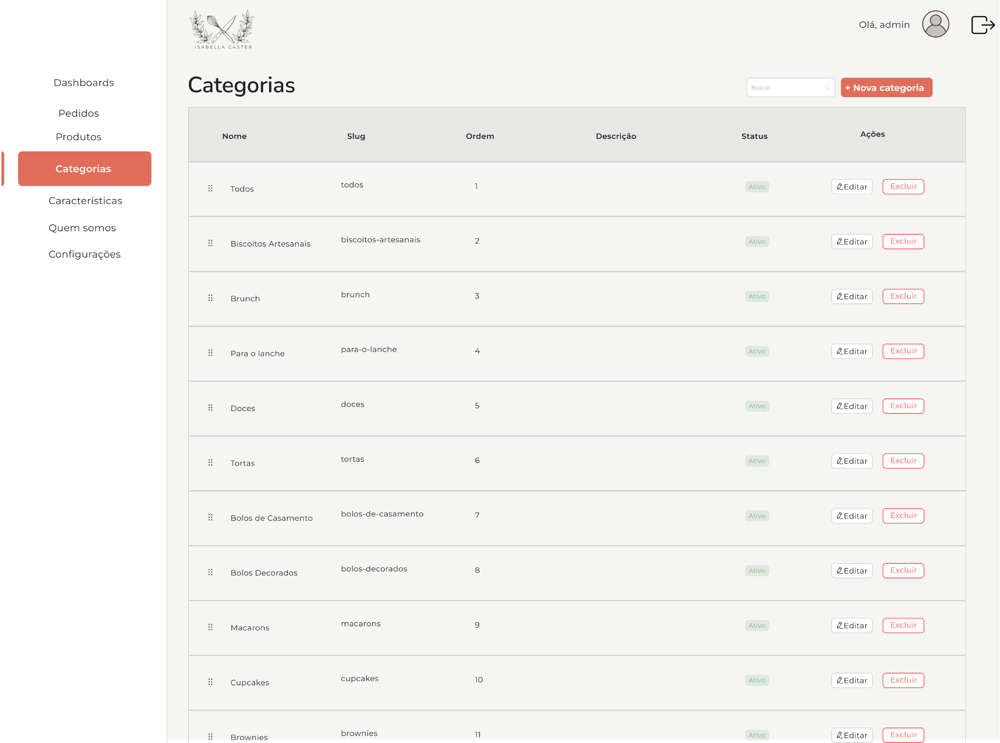 ISABELLA CASTER
Olá, admin
Dashboards
Pedidos
Produtos
Categorias
Características
Quem somos
Configurações
Categorias
Buscar
+ Nova categoria
Nome Slug Ordem Descrição Status Ações
Todos todos 1 Ativo Editar Excluir
Biscoitos Artesanais biscoitos-artesanais 2 Ativo Editar Excluir
Brunch brunch 3 Ativo Editar Excluir
Para o lanche para-o-lanche 4 Ativo Editar Excluir
Doces doces 5 Ativo Editar Excluir
Tortas tortas 6 Ativo Editar Excluir
Bolos de Casamento bolos-de-casamento 7 Ativo Editar Excluir
Bolos Decorados bolos-decorados 8 Ativo Editar Excluir
Macarons macarons 9 Ativo Editar Excluir
Cupcakes cupcakes 10 Ativo Editar Excluir
Brownies brownies 11 Ativo Editar Excluir